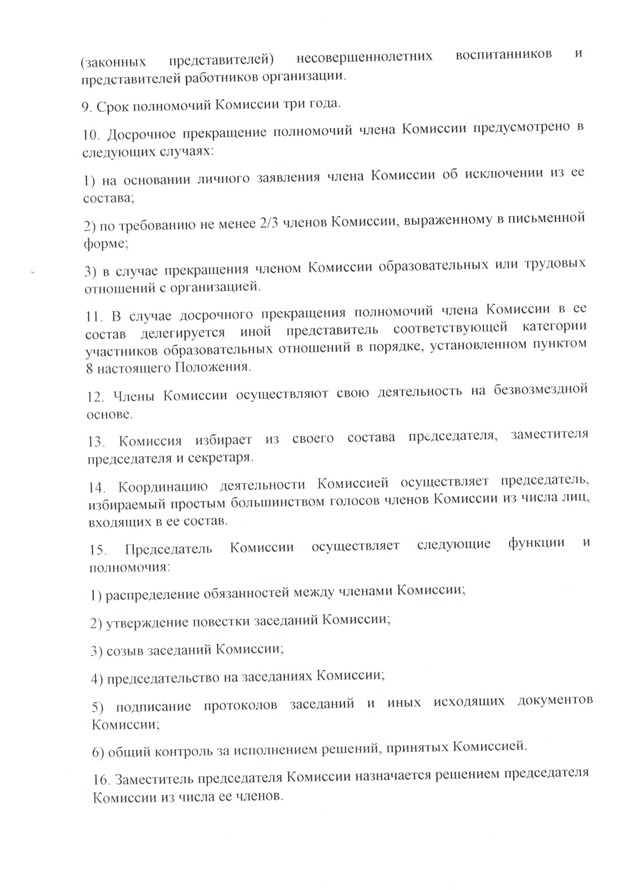 (законных представителей) несовершеннолетних воспитанников и
представителей работников организации.
9. Срок полномочий Комиссии три года.
10. Досрочное прекращение полномочий члена Комиссии предусмотрено в
следующих случаях:
1) на основании личного заявления члена Комиссии об исключении из ее
состава;
2) по требованию не менее 2/3 членов Комиссии, выраженному в письменной
форме;
3) в случае прекращения членом Комиссии образовательных или трудовых
отношений с организацией.
11. В случае досрочного прекращения полномочий члена Комиссии в ее
состав делегируется иной представитель соответствующей категории
участников образовательных отношений в порядке, установленном пунктом
8 настоящего Положения.
12. Члены Комиссии осуществляют свою деятельность на безвозмездной
основе.
13. Комиссия избирает из своего состава председателя, заместителя
председателя и секретаря.
14. Координацию деятельности Комиссией осуществляет председатель,
избираемый простым большинством голосов членов Комиссии из числа лиц,
входящих в ее состав.
15. Председатель Комиссии осуществляет следующие функции и
полномочия:
1) распределение обязанностей между членами Комиссии;
2) утверждение повестки заседаний Комиссии;
3) созыв заседаний Комиссии;
4) председательство на заседаниях Комиссии;
5) подписание протоколов заседаний и иных исходящих документов
Комиссии;
6) общий контроль за исполнением решений, принятых Комиссией.
16. Заместитель председателя Комиссии назначается решением председателя
Комиссии из числа ее членов.